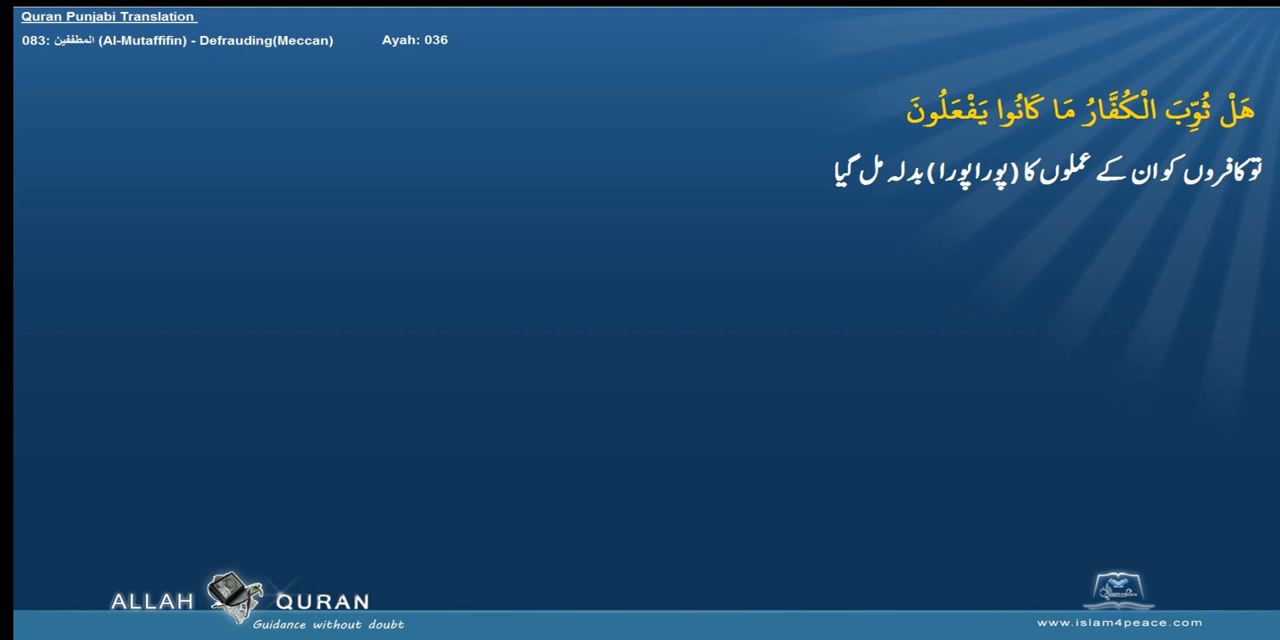 Quran Punjabi Translation
083: المطففين (Al-Mutaffifin) - Defrauding(Meccan) Ayah: 036
هَلْ ثُوِّبَ الْكُفَّارُ مَا كَانُوا يَفْعَلُونَ
تو کافروں کو ان کے عملوں کا (پورا پورا) بدلہ مل گیا
ALLAH QURAN
Guidance without doubt
www.islam4peace.com